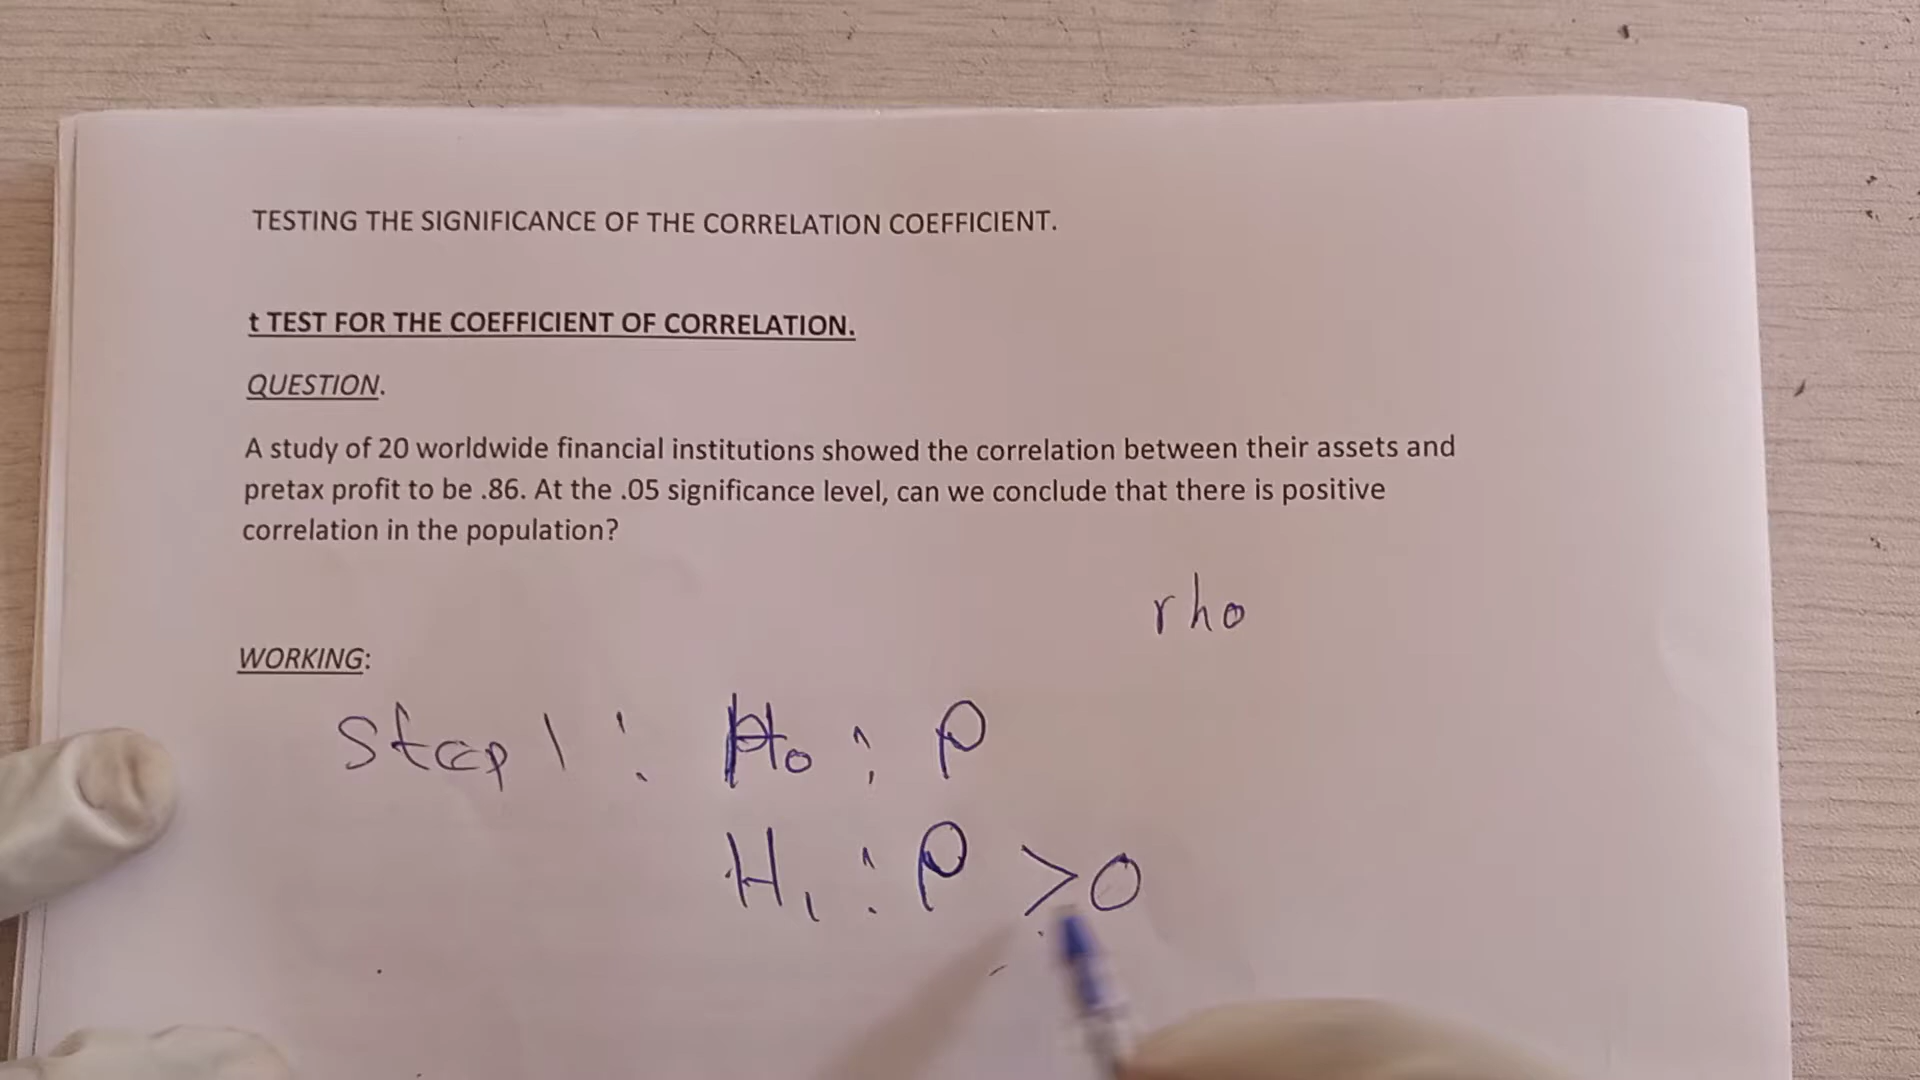 TESTING THE SIGNIFICANCE OF THE CORRELATION COEFFICIENT.
t TEST FOR THE COEFFICIENT OF CORRELATION.
QUESTION.
A study of 20 worldwide financial institutions showed the correlation between their assets and
pretax profit to be .86. At the .05 significance level, can we conclude that there is positive
correlation in the population?
rho
WORKING:
Step 1 : H₀ : ρ
H₁ : ρ >0